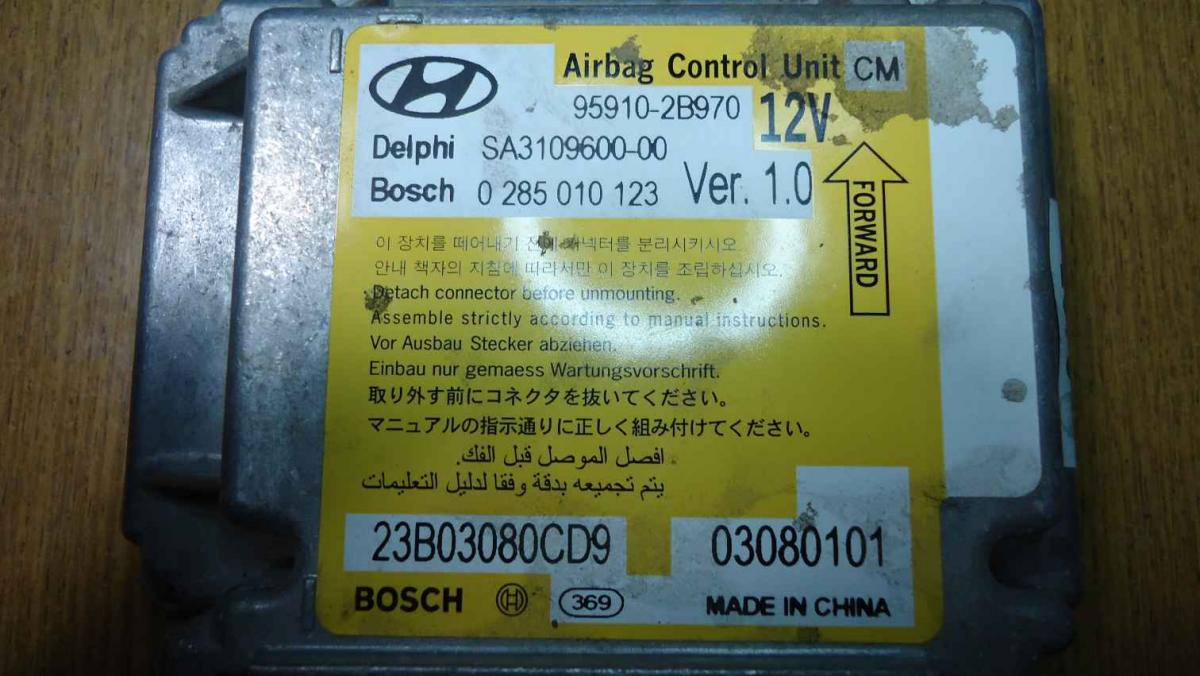 Airbag Control Unit CM
95910-2B970 12V
Delphi SA3109600-00
Bosch 0 285 010 123 Ver. 1.0
FORWARD
이 장치를 떼어내기 전에 커넥터를 분리시키시오
안내 책자의 지침에 따라서만 이 장치를 조립하십시오.
Detach connector before unmounting.
Assemble strictly according to manual instructions.
Vor Ausbau Stecker abziehen.
Einbau nur gemaess Wartungsvorschrift.
取り外す前にコネクタを抜いてください。
マニュアルの指示通りに正しく組み付けてください。
افصل الموصل قبل الفك.
يتم تجميعه بدقة وفقا لدليل التعليمات
23B03080CD9 03080101
BOSCH 369 MADE IN CHINA